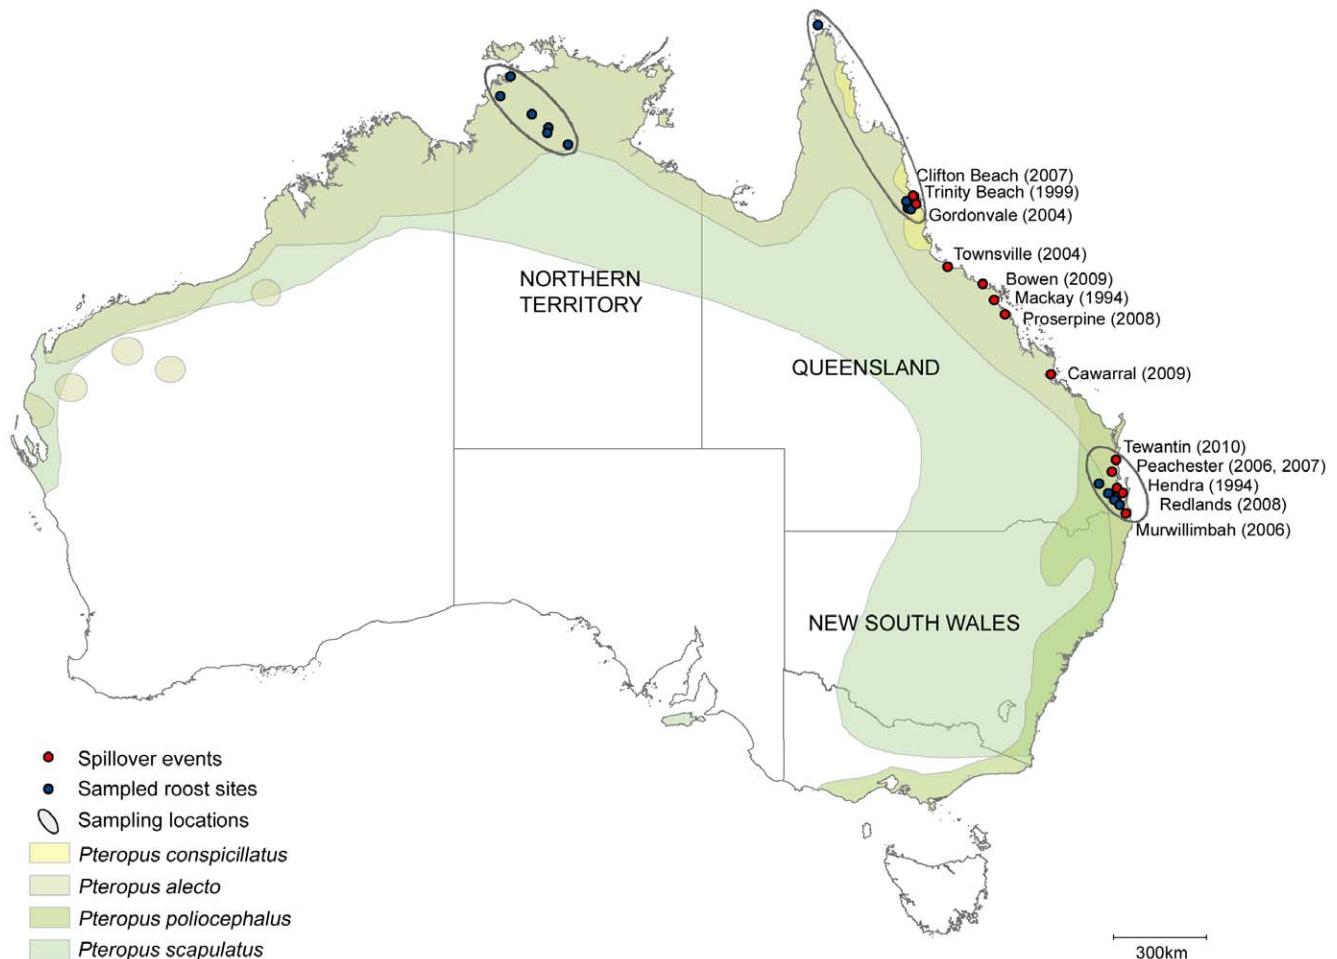 Clifton Beach (2007)
Trinity Beach (1999)
Gordonvale (2004)
Townsville (2004)
NORTHERN
TERRITORY
Bowen (2009)
Mackay (1994)
Proserpine (2008)
QUEENSLAND
Cawarral (2009)
Tewantin (2010)
Peachester (2006, 2007)
Hendra (1994)
Redlands (2008)
Murwillimbah (2006)
NEW SOUTH WALES
Spillover events
Sampled roost sites
Sampling locations
Pteropus conspicillatus
Pteropus alecto
Pteropus poliocephalus
Pteropus scapulatus
300km